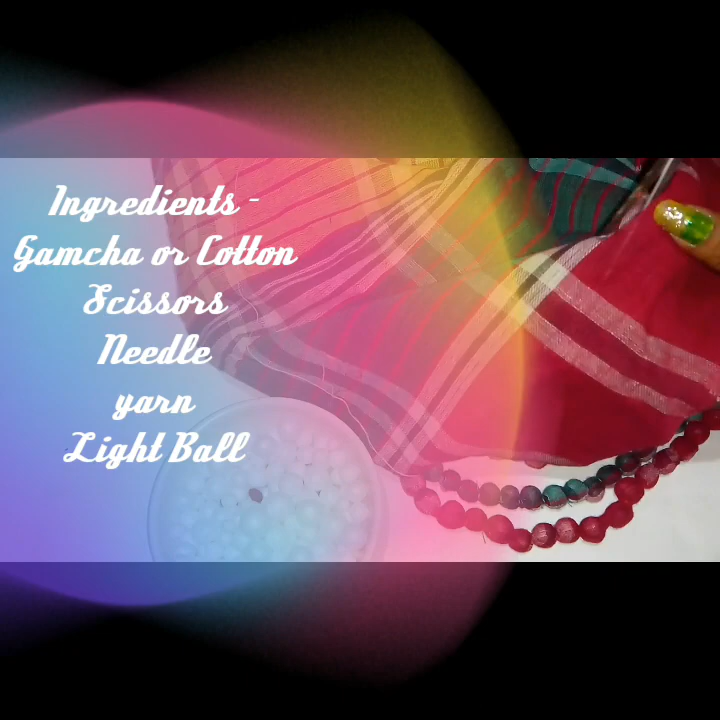 Ingredients -
Gamcha or Cotton
Scissors
Needle
yarn
Light Ball